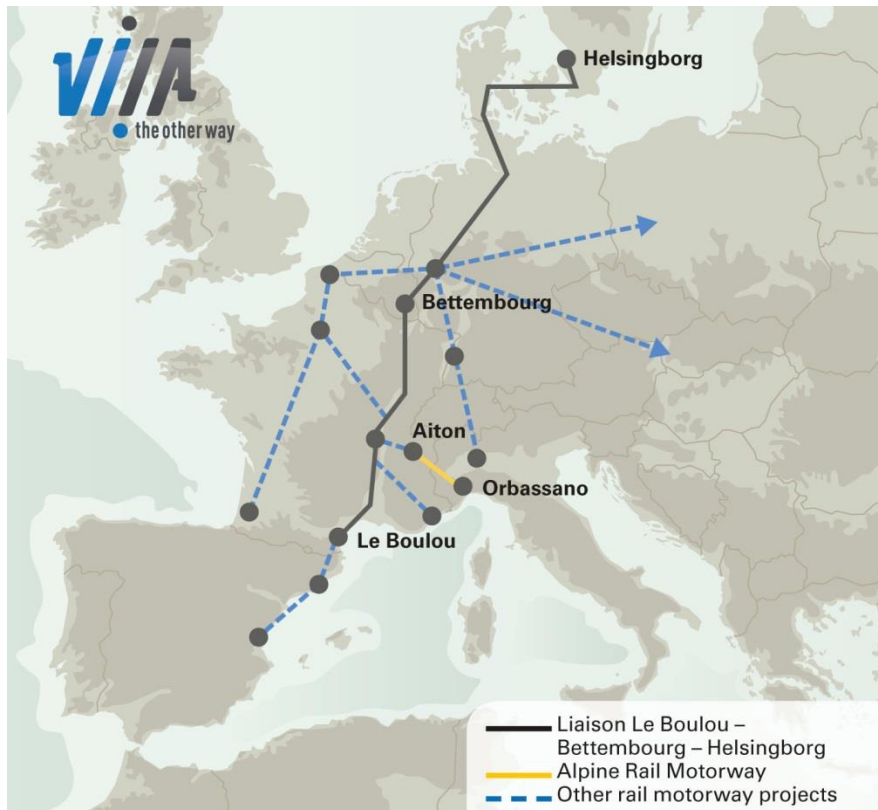 VIIA
the other way
Helsingborg
Bettembourg
Aiton
Orbassano
Le Boulou
Liaison Le Boulou –
Bettembourg – Helsingborg
Alpine Rail Motorway
Other rail motorway projects